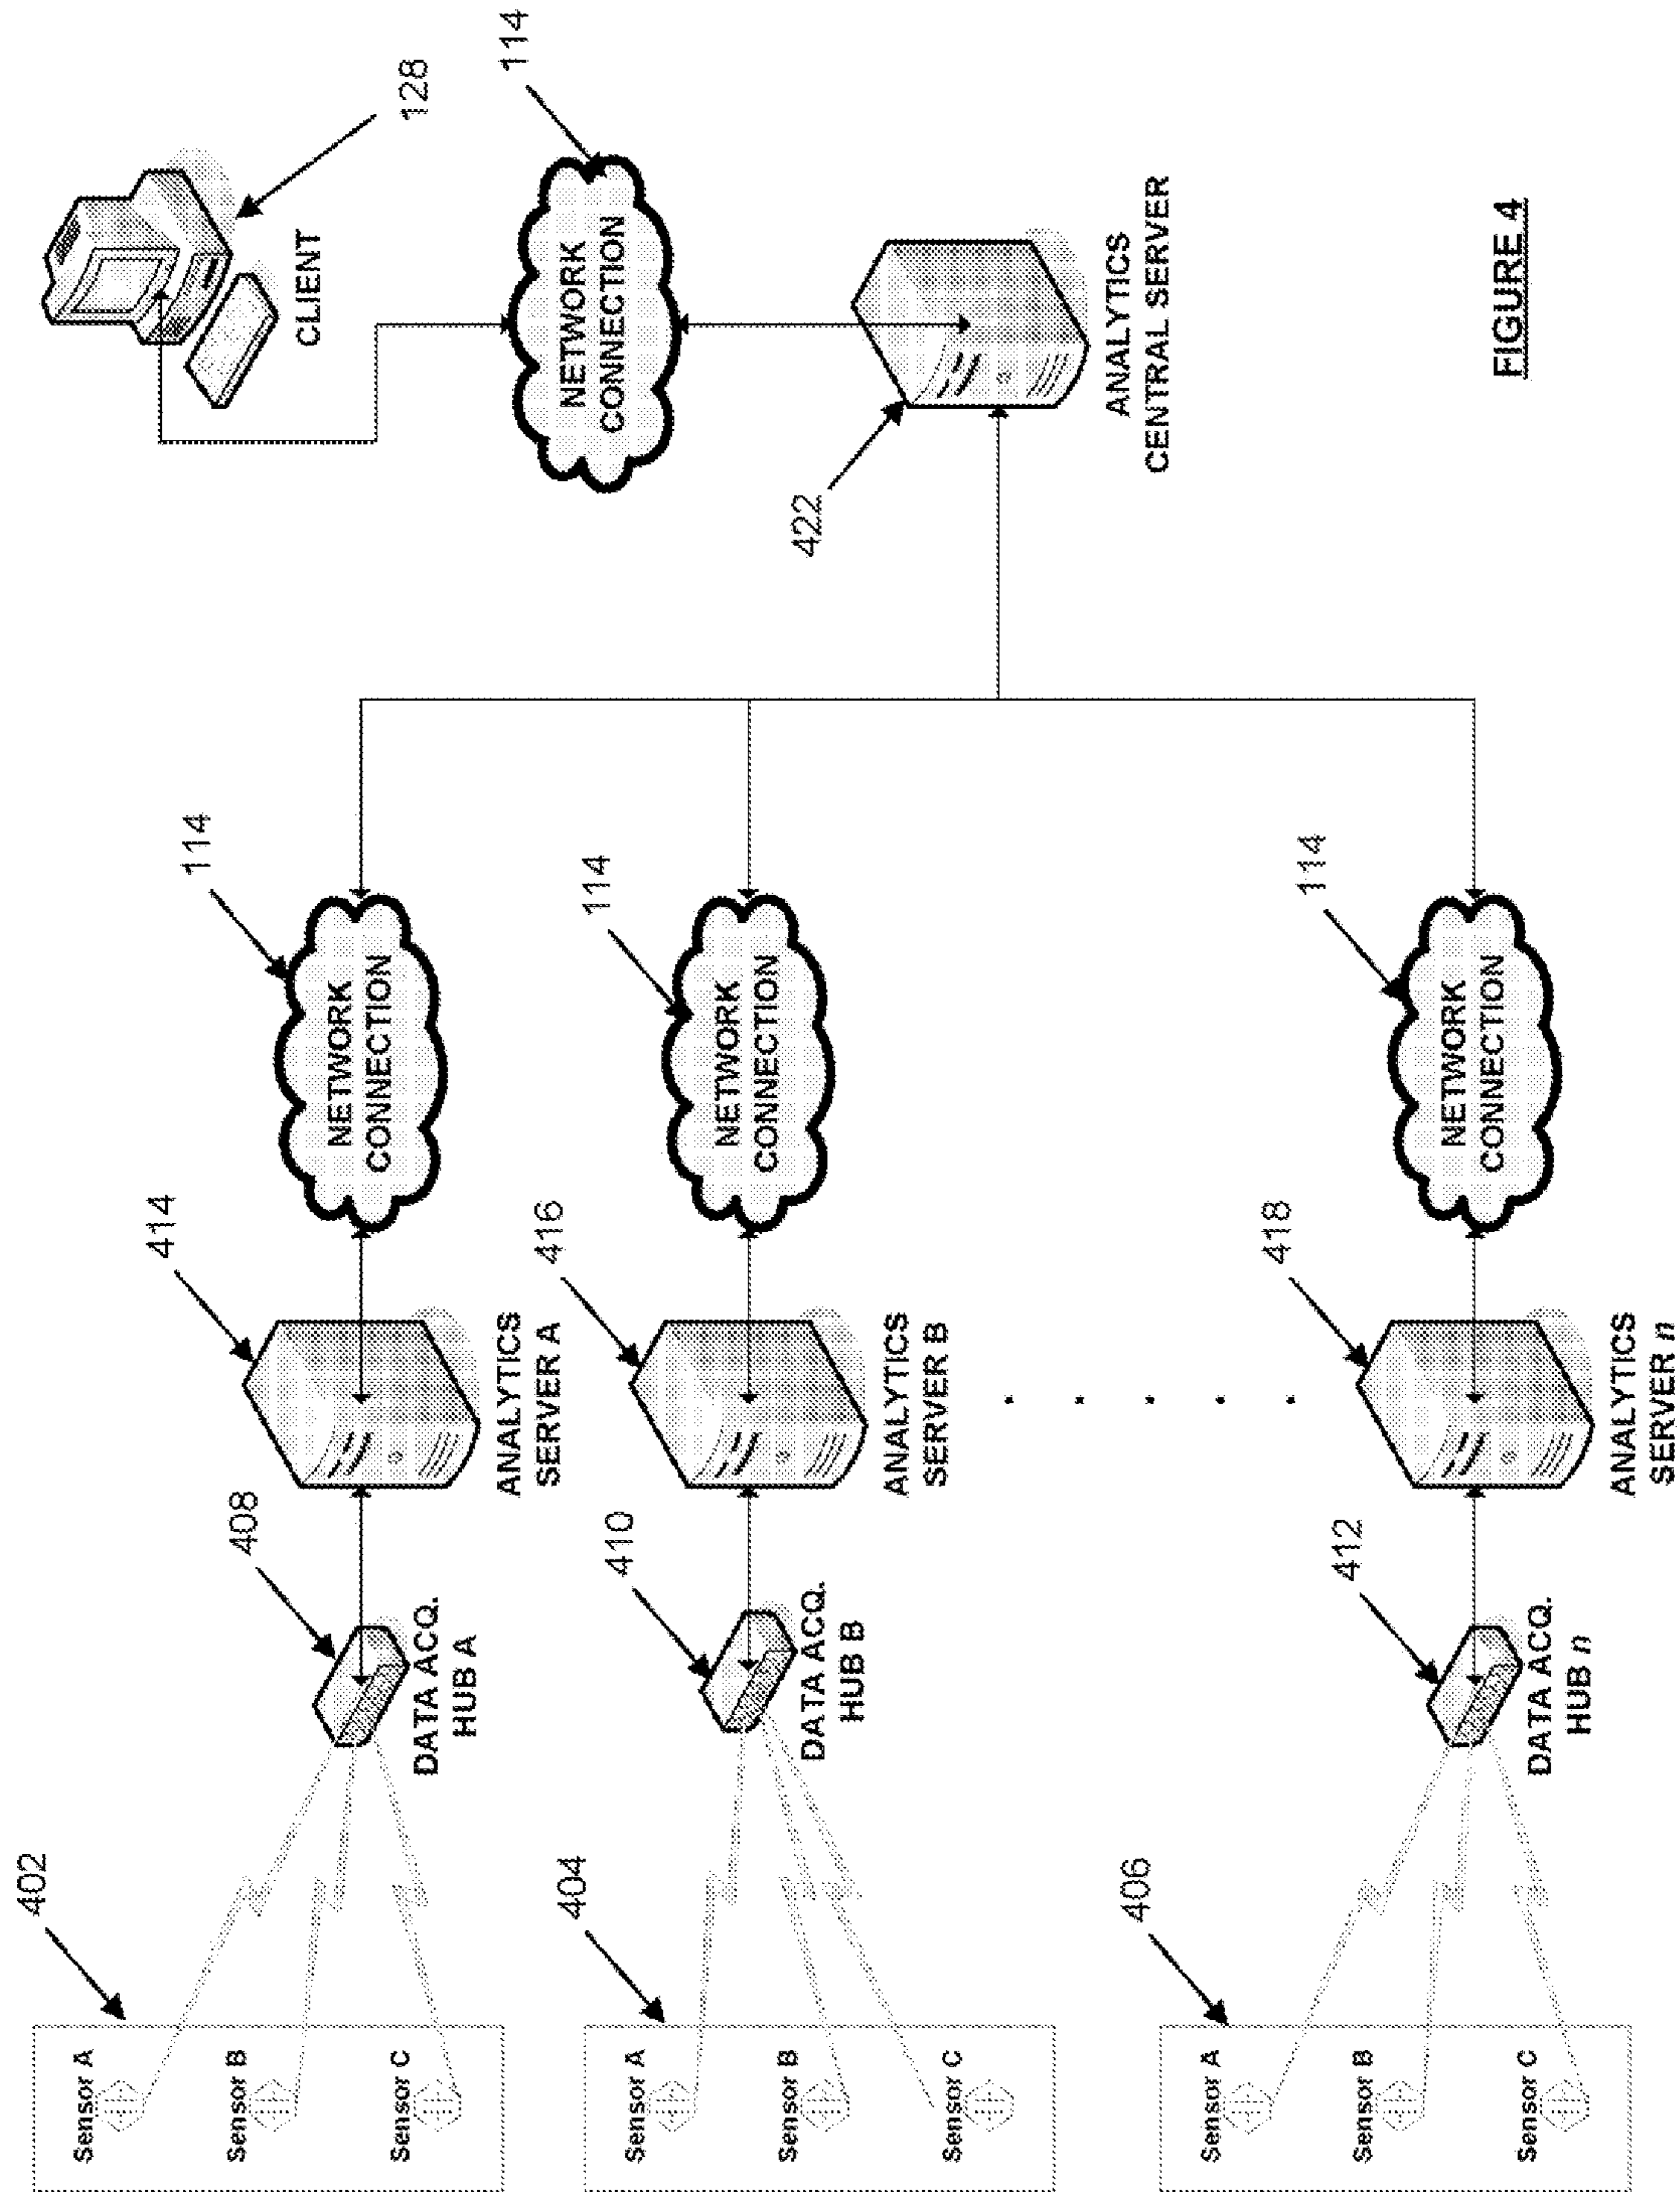 402
Sensor A
Sensor B
Sensor C
408
DATA ACQ.
HUB A
414
ANALYTICS
SERVER A
114
NETWORK
CONNECTION
404
Sensor A
Sensor B
Sensor C
410
DATA ACQ.
HUB B
416
ANALYTICS
SERVER B
114
NETWORK
CONNECTION
406
Sensor A
Sensor B
Sensor C
412
DATA ACQ.
HUB n
418
ANALYTICS
SERVER n
114
NETWORK
CONNECTION
128
CLIENT
114
NETWORK
CONNECTION
422
ANALYTICS
CENTRAL SERVER
FIGURE 4